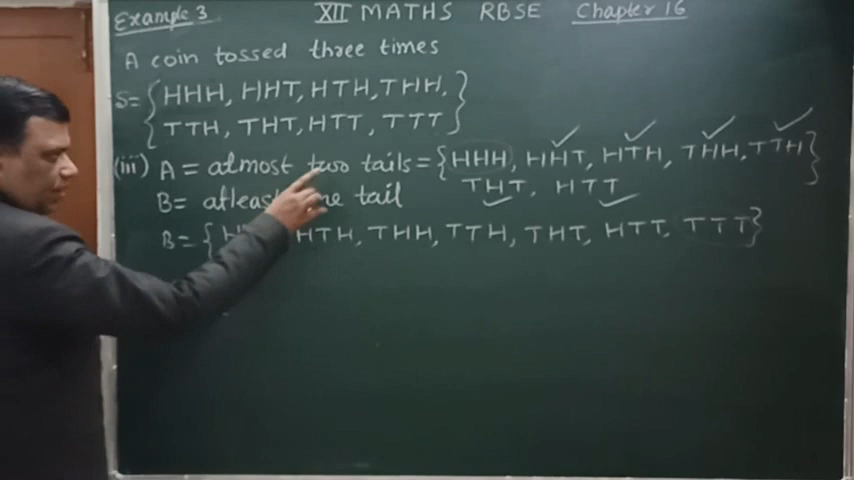 Example 3 XII MATHS RBSE Chapter 16
A coin tossed three times
S= { HHH, HHT, HTH, THH,
TTH, THT, HTT, TTT }
(iii) A = almost two tails = { HHH, HHT, HTH, THH, TTH
THT, HTT }
B= atleast tail
B= { HTH, THH, TTH, THT, HTT, TTT }